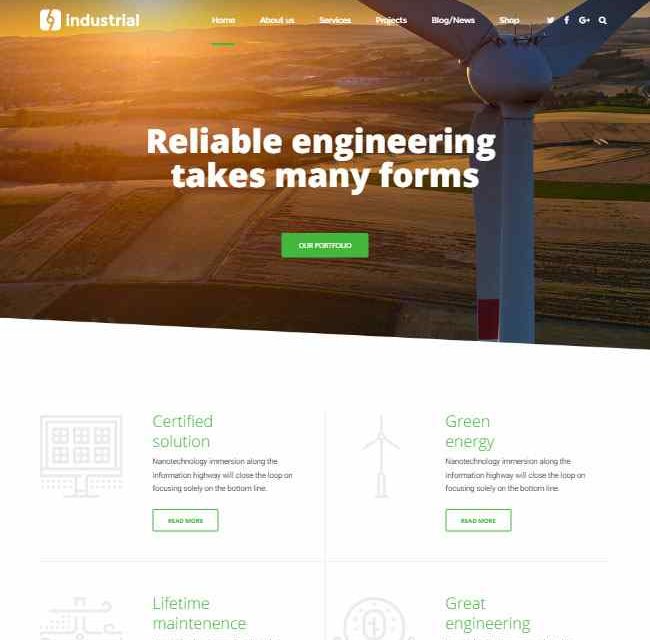 industrial Home About us Services Projects Blog/News Shop
Reliable engineering
takes many forms
OUR PORTFOLIO
Certified
solution
Nanotechnology immersion along the
information highway will close the loop on
focusing solely on the bottom line.
READ MORE
Green
energy
Nanotechnology immersion along the
information highway will close the loop on
focusing solely on the bottom line.
READ MORE
Lifetime
maintenence
Great
engineering